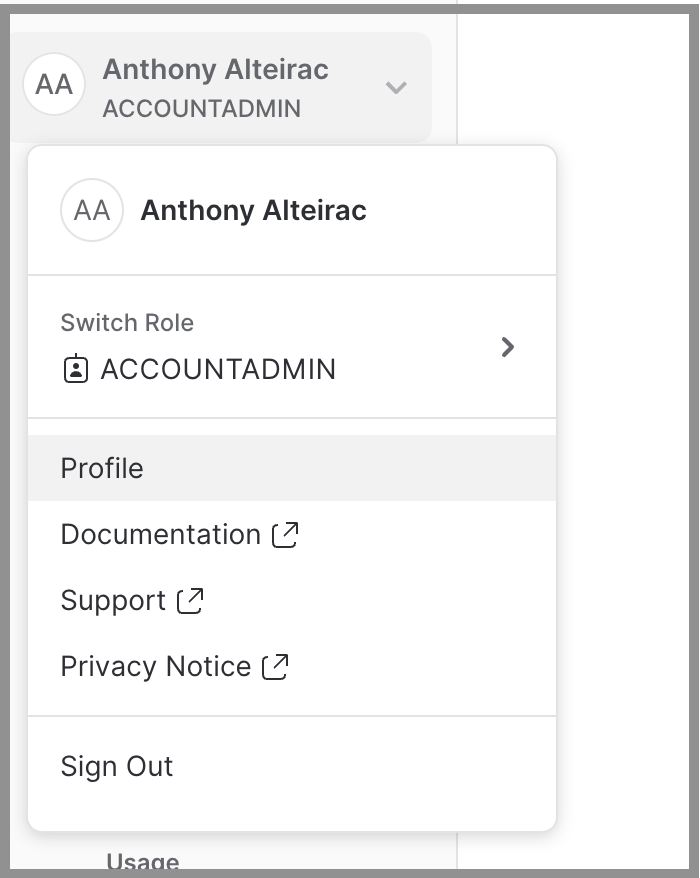 AA
Anthony Alteirac
ACCOUNTADMIN
AA
Anthony Alteirac
Switch Role
ACCOUNTADMIN
Profile
Documentation
Support
Privacy Notice
Sign Out
Usage